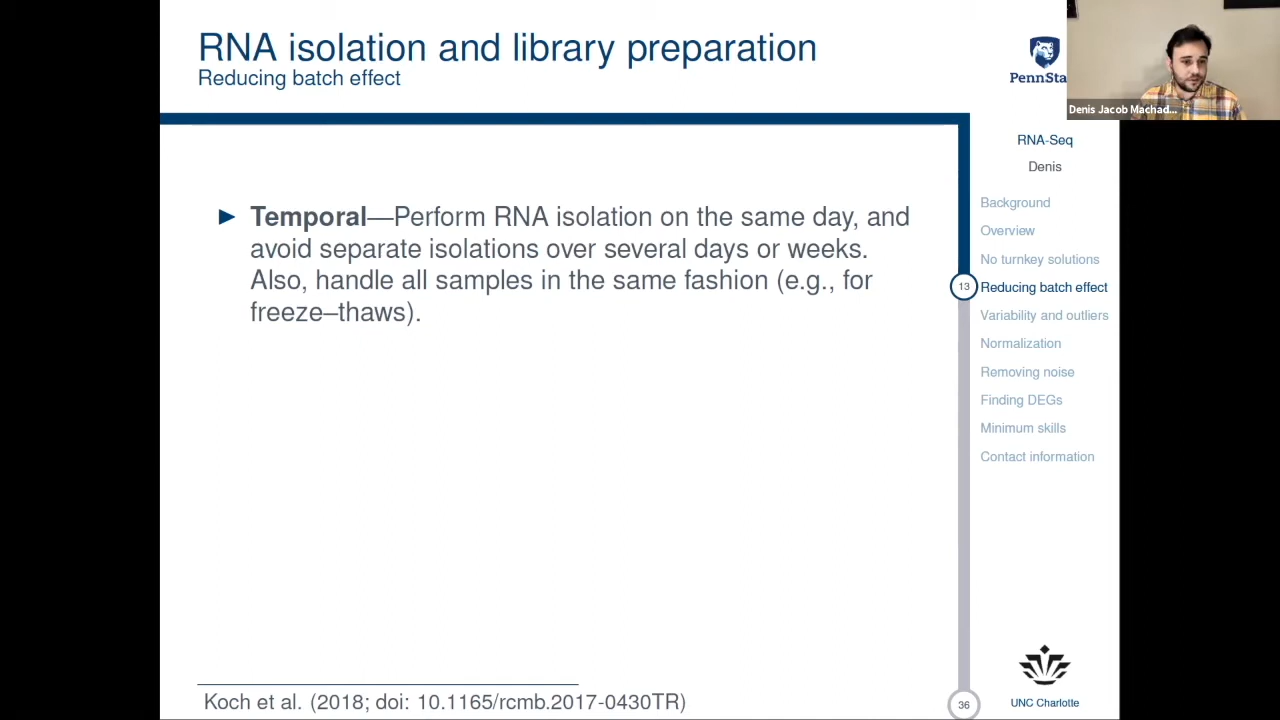 RNA isolation and library preparation
Reducing batch effect
PennSta
Denis Jacob Machad...
RNA-Seq
Denis
Background
Overview
No turnkey solutions
13
Reducing batch effect
Variability and outliers
Normalization
Removing noise
Finding DEGs
Minimum skills
Contact information
► Temporal—Perform RNA isolation on the same day, and
avoid separate isolations over several days or weeks.
Also, handle all samples in the same fashion (e.g., for
freeze–thaws).
Koch et al. (2018; doi: 10.1165/rcmb.2017-0430TR)
36
UNC Charlotte